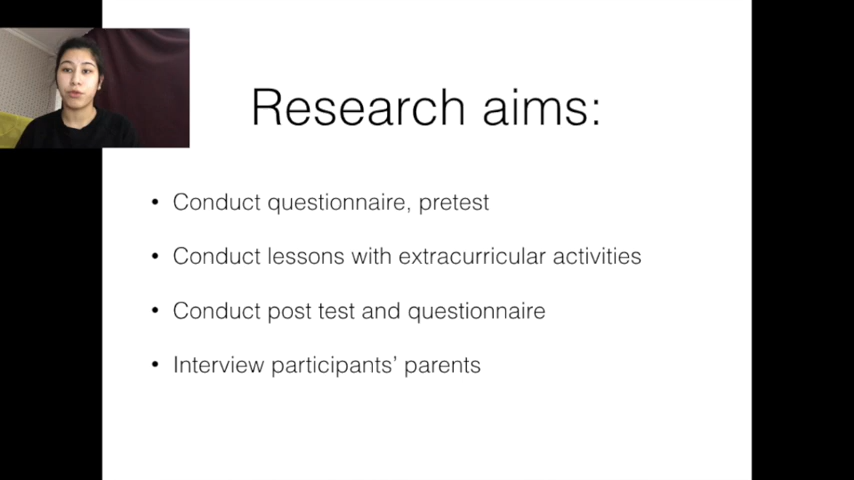 Research aims:
• Conduct questionnaire, pretest
• Conduct lessons with extracurricular activities
• Conduct post test and questionnaire
• Interview participants’ parents